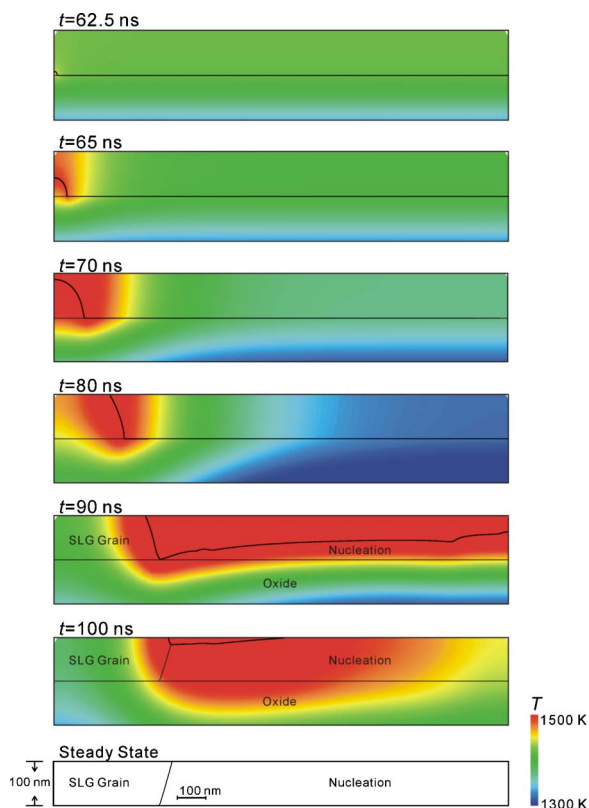 t=62.5 ns
t=65 ns
t=70 ns
t=80 ns
t=90 ns
SLG Grain
Nucleation
Oxide
t=100 ns
SLG Grain
Nucleation
Oxide
T
1500 K
1300 K
Steady State
100 nm
SLG Grain
100 nm
Nucleation